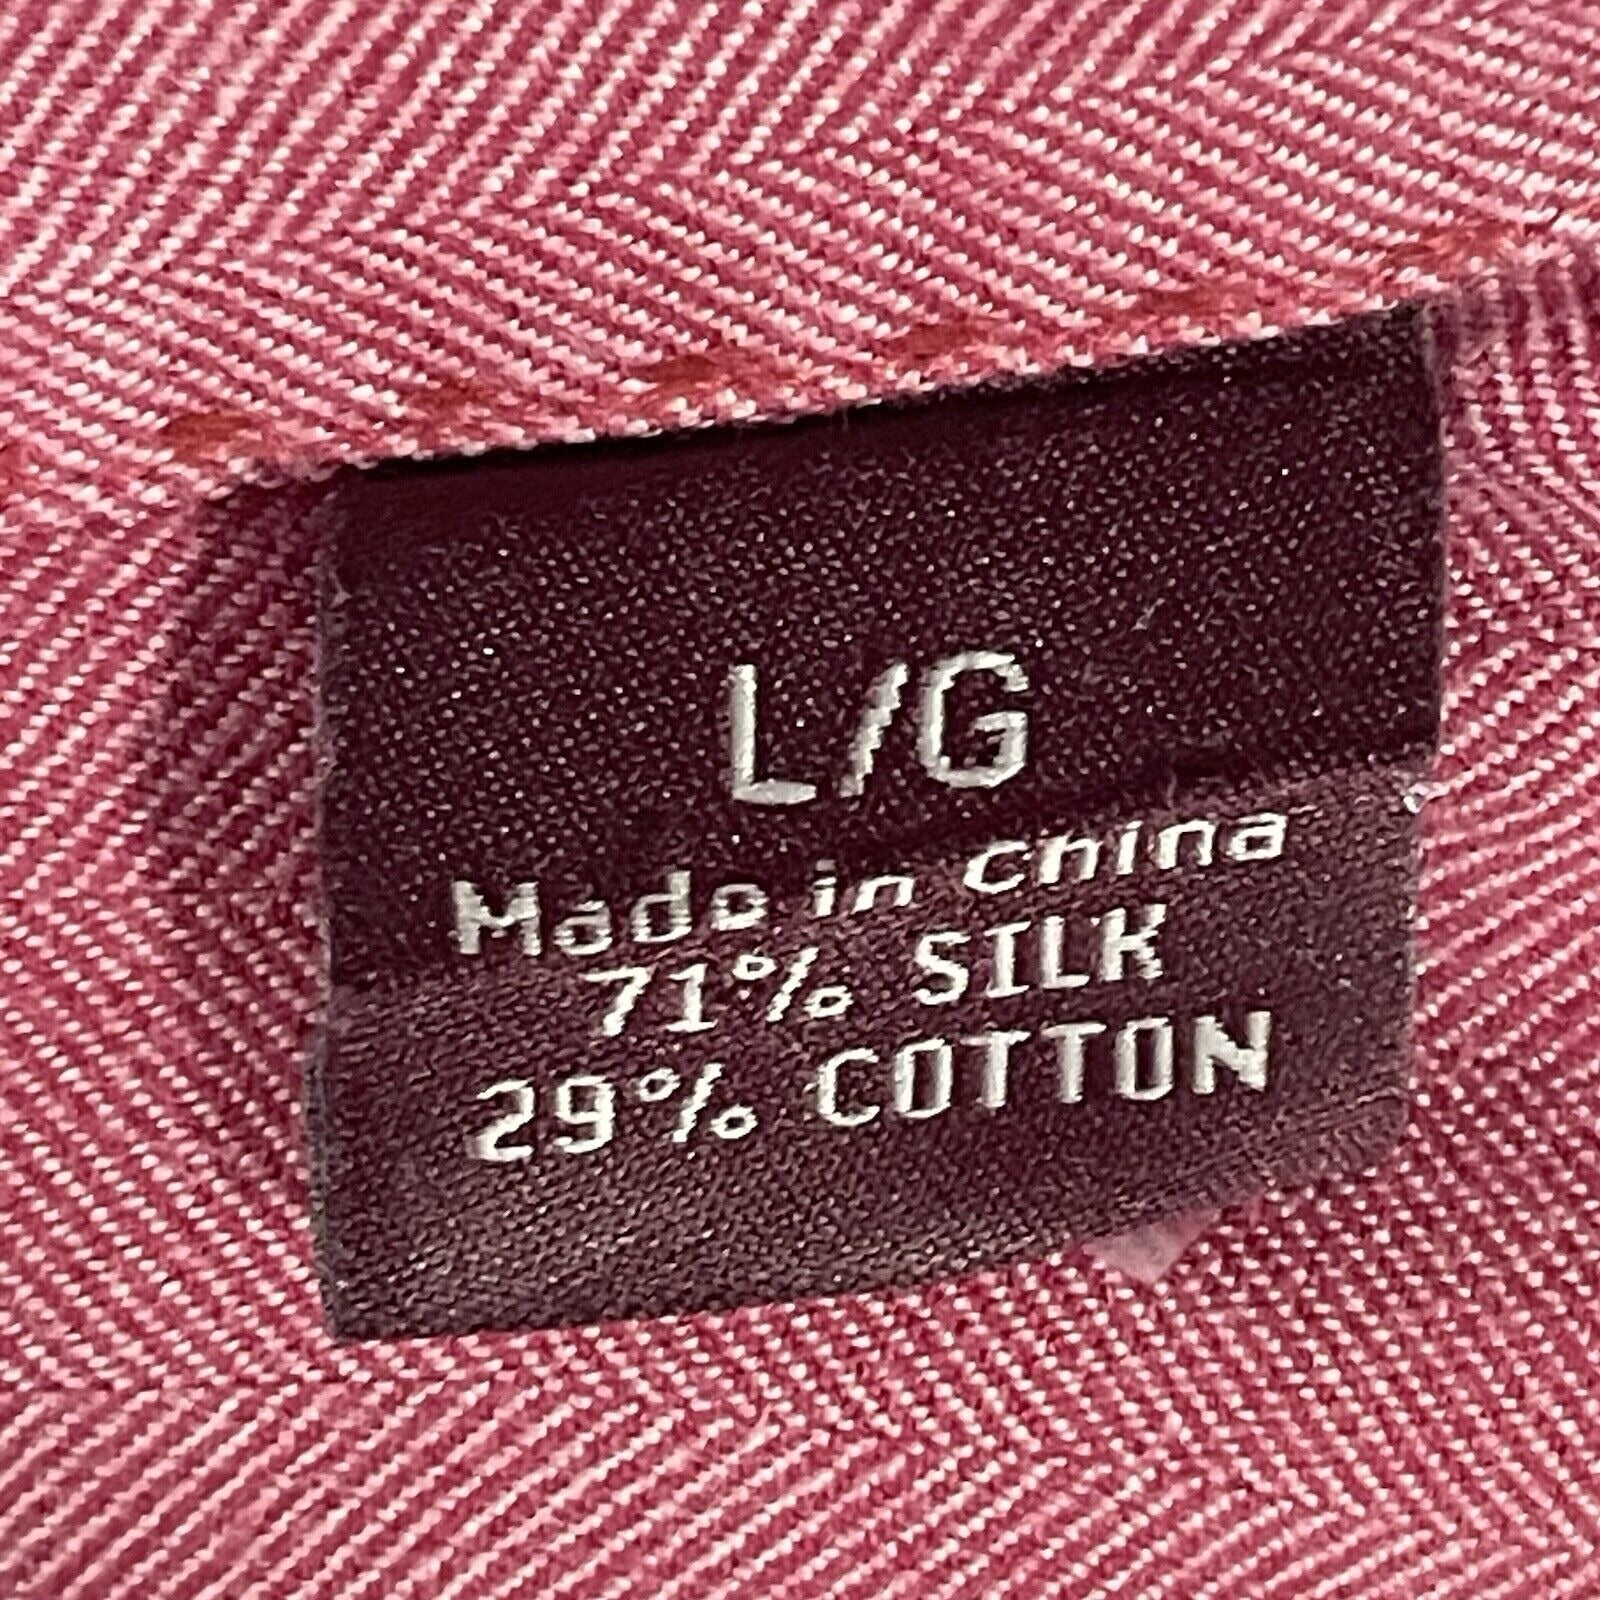 L/G
Made in China
71% SILK
29% COTTON